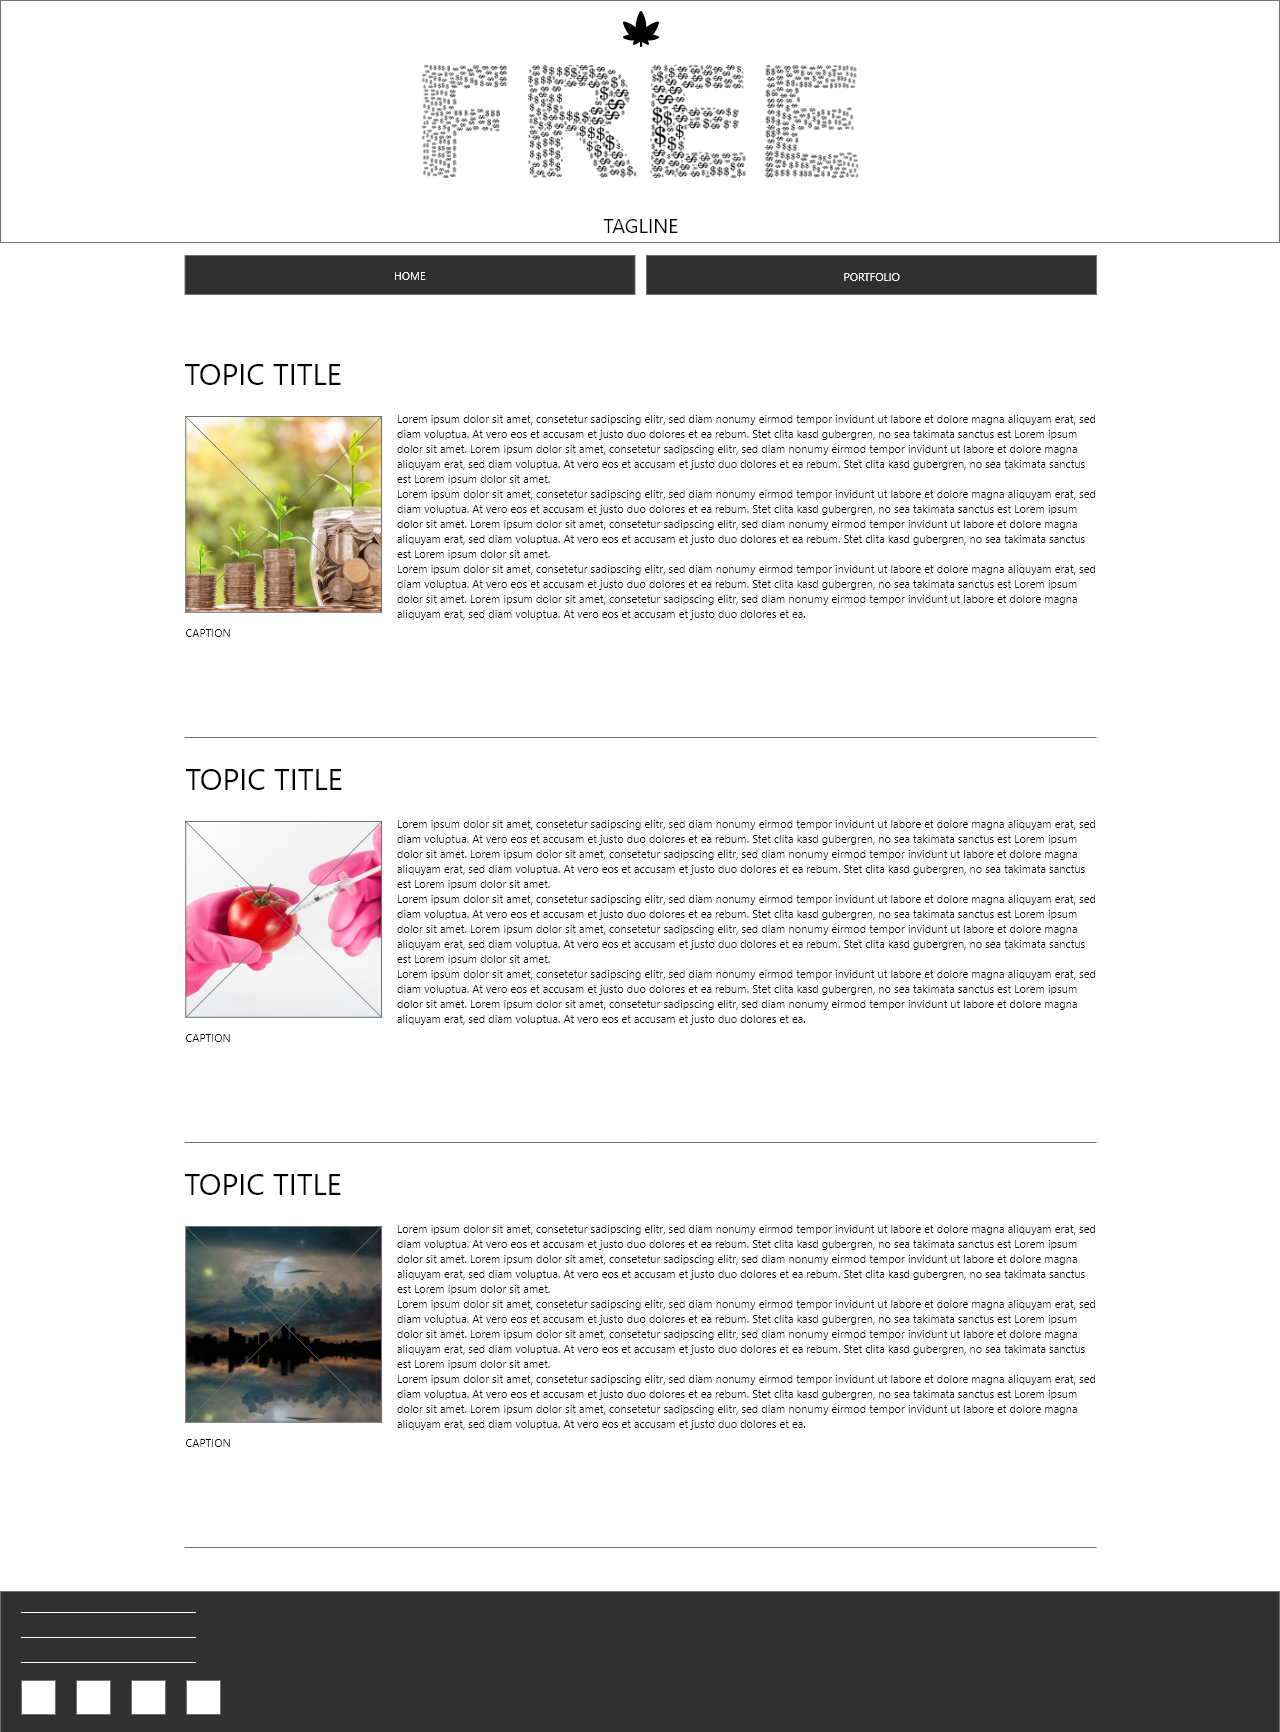 FREE
TAGLINE
HOME
PORTFOLIO
TOPIC TITLE
Lorem ipsum dolor sit amet, consetetur sadipscing elitr, sed diam nonumy eirmod tempor invidunt ut labore et dolore magna aliquyam erat, sed
diam voluptua. At vero eos et accusam et justo duo dolores et ea rebum. Stet clita kasd gubergren, no sea takimata sanctus est Lorem ipsum
dolor sit amet. Lorem ipsum dolor sit amet, consetetur sadipscing elitr, sed diam nonumy eirmod tempor invidunt ut labore et dolore magna
aliquyam erat, sed diam voluptua. At vero eos et accusam et justo duo dolores et ea rebum. Stet clita kasd gubergren, no sea takimata sanctus
est Lorem ipsum dolor sit amet.
Lorem ipsum dolor sit amet, consetetur sadipscing elitr, sed diam nonumy eirmod tempor invidunt ut labore et dolore magna aliquyam erat, sed
diam voluptua. At vero eos et accusam et justo duo dolores et ea rebum. Stet clita kasd gubergren, no sea takimata sanctus est Lorem ipsum
dolor sit amet. Lorem ipsum dolor sit amet, consetetur sadipscing elitr, sed diam nonumy eirmod tempor invidunt ut labore et dolore magna
aliquyam erat, sed diam voluptua. At vero eos et accusam et justo duo dolores et ea rebum. Stet clita kasd gubergren, no sea takimata sanctus
est Lorem ipsum dolor sit amet.
Lorem ipsum dolor sit amet, consetetur sadipscing elitr, sed diam nonumy eirmod tempor invidunt ut labore et dolore magna aliquyam erat, sed
diam voluptua. At vero eos et accusam et justo duo dolores et ea rebum. Stet clita kasd gubergren, no sea takimata sanctus est Lorem ipsum
dolor sit amet. Lorem ipsum dolor sit amet, consetetur sadipscing elitr, sed diam nonumy eirmod tempor invidunt ut labore et dolore magna
aliquyam erat, sed diam voluptua. At vero eos et accusam et justo duo dolores et ea.
CAPTION
TOPIC TITLE
Lorem ipsum dolor sit amet, consetetur sadipscing elitr, sed diam nonumy eirmod tempor invidunt ut labore et dolore magna aliquyam erat, sed
diam voluptua. At vero eos et accusam et justo duo dolores et ea rebum. Stet clita kasd gubergren, no sea takimata sanctus est Lorem ipsum
dolor sit amet. Lorem ipsum dolor sit amet, consetetur sadipscing elitr, sed diam nonumy eirmod tempor invidunt ut labore et dolore magna
aliquyam erat, sed diam voluptua. At vero eos et accusam et justo duo dolores et ea rebum. Stet clita kasd gubergren, no sea takimata sanctus
est Lorem ipsum dolor sit amet.
Lorem ipsum dolor sit amet, consetetur sadipscing elitr, sed diam nonumy eirmod tempor invidunt ut labore et dolore magna aliquyam erat, sed
diam voluptua. At vero eos et accusam et justo duo dolores et ea rebum. Stet clita kasd gubergren, no sea takimata sanctus est Lorem ipsum
dolor sit amet. Lorem ipsum dolor sit amet, consetetur sadipscing elitr, sed diam nonumy eirmod tempor invidunt ut labore et dolore magna
aliquyam erat, sed diam voluptua. At vero eos et accusam et justo duo dolores et ea rebum. Stet clita kasd gubergren, no sea takimata sanctus
est Lorem ipsum dolor sit amet.
Lorem ipsum dolor sit amet, consetetur sadipscing elitr, sed diam nonumy eirmod tempor invidunt ut labore et dolore magna aliquyam erat, sed
diam voluptua. At vero eos et accusam et justo duo dolores et ea rebum. Stet clita kasd gubergren, no sea takimata sanctus est Lorem ipsum
dolor sit amet. Lorem ipsum dolor sit amet, consetetur sadipscing elitr, sed diam nonumy eirmod tempor invidunt ut labore et dolore magna
aliquyam erat, sed diam voluptua. At vero eos et accusam et justo duo dolores et ea.
CAPTION
TOPIC TITLE
Lorem ipsum dolor sit amet, consetetur sadipscing elitr, sed diam nonumy eirmod tempor invidunt ut labore et dolore magna aliquyam erat, sed
diam voluptua. At vero eos et accusam et justo duo dolores et ea rebum. Stet clita kasd gubergren, no sea takimata sanctus est Lorem ipsum
dolor sit amet. Lorem ipsum dolor sit amet, consetetur sadipscing elitr, sed diam nonumy eirmod tempor invidunt ut labore et dolore magna
aliquyam erat, sed diam voluptua. At vero eos et accusam et justo duo dolores et ea rebum. Stet clita kasd gubergren, no sea takimata sanctus
est Lorem ipsum dolor sit amet.
Lorem ipsum dolor sit amet, consetetur sadipscing elitr, sed diam nonumy eirmod tempor invidunt ut labore et dolore magna aliquyam erat, sed
diam voluptua. At vero eos et accusam et justo duo dolores et ea rebum. Stet clita kasd gubergren, no sea takimata sanctus est Lorem ipsum
dolor sit amet. Lorem ipsum dolor sit amet, consetetur sadipscing elitr, sed diam nonumy eirmod tempor invidunt ut labore et dolore magna
aliquyam erat, sed diam voluptua. At vero eos et accusam et justo duo dolores et ea rebum. Stet clita kasd gubergren, no sea takimata sanctus
est Lorem ipsum dolor sit amet.
Lorem ipsum dolor sit amet, consetetur sadipscing elitr, sed diam nonumy eirmod tempor invidunt ut labore et dolore magna aliquyam erat, sed
diam voluptua. At vero eos et accusam et justo duo dolores et ea rebum. Stet clita kasd gubergren, no sea takimata sanctus est Lorem ipsum
dolor sit amet. Lorem ipsum dolor sit amet, consetetur sadipscing elitr, sed diam nonumy eirmod tempor invidunt ut labore et dolore magna
aliquyam erat, sed diam voluptua. At vero eos et accusam et justo duo dolores et ea.
CAPTION